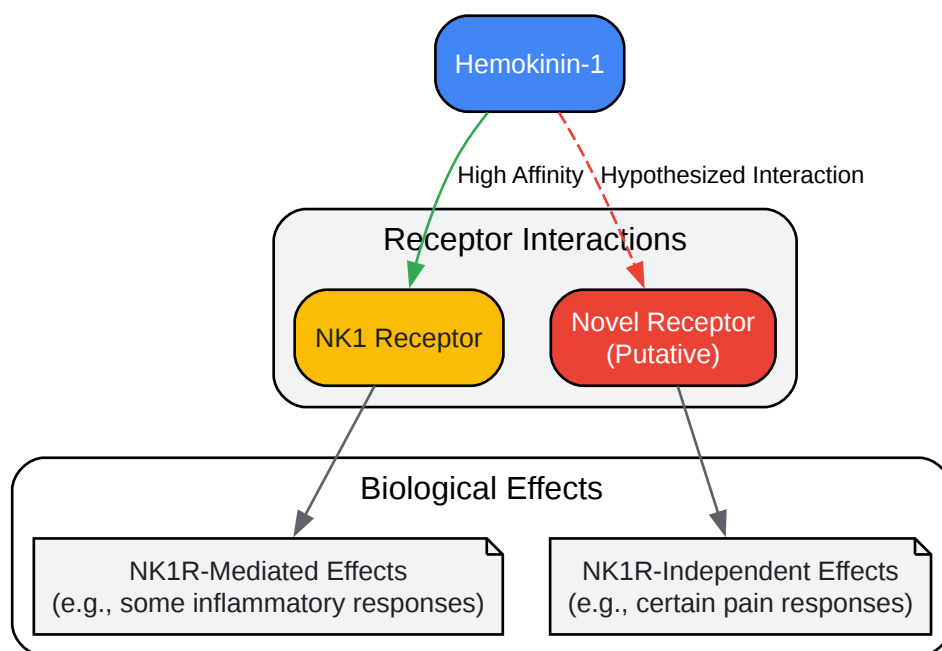 Hemokinin-1
High Affinity
Hypothesized Interaction
Receptor Interactions
NK1 Receptor
Novel Receptor
(Putative)
Biological Effects
NK1R-Mediated Effects
(e.g., some inflammatory responses)
NK1R-Independent Effects
(e.g., certain pain responses)